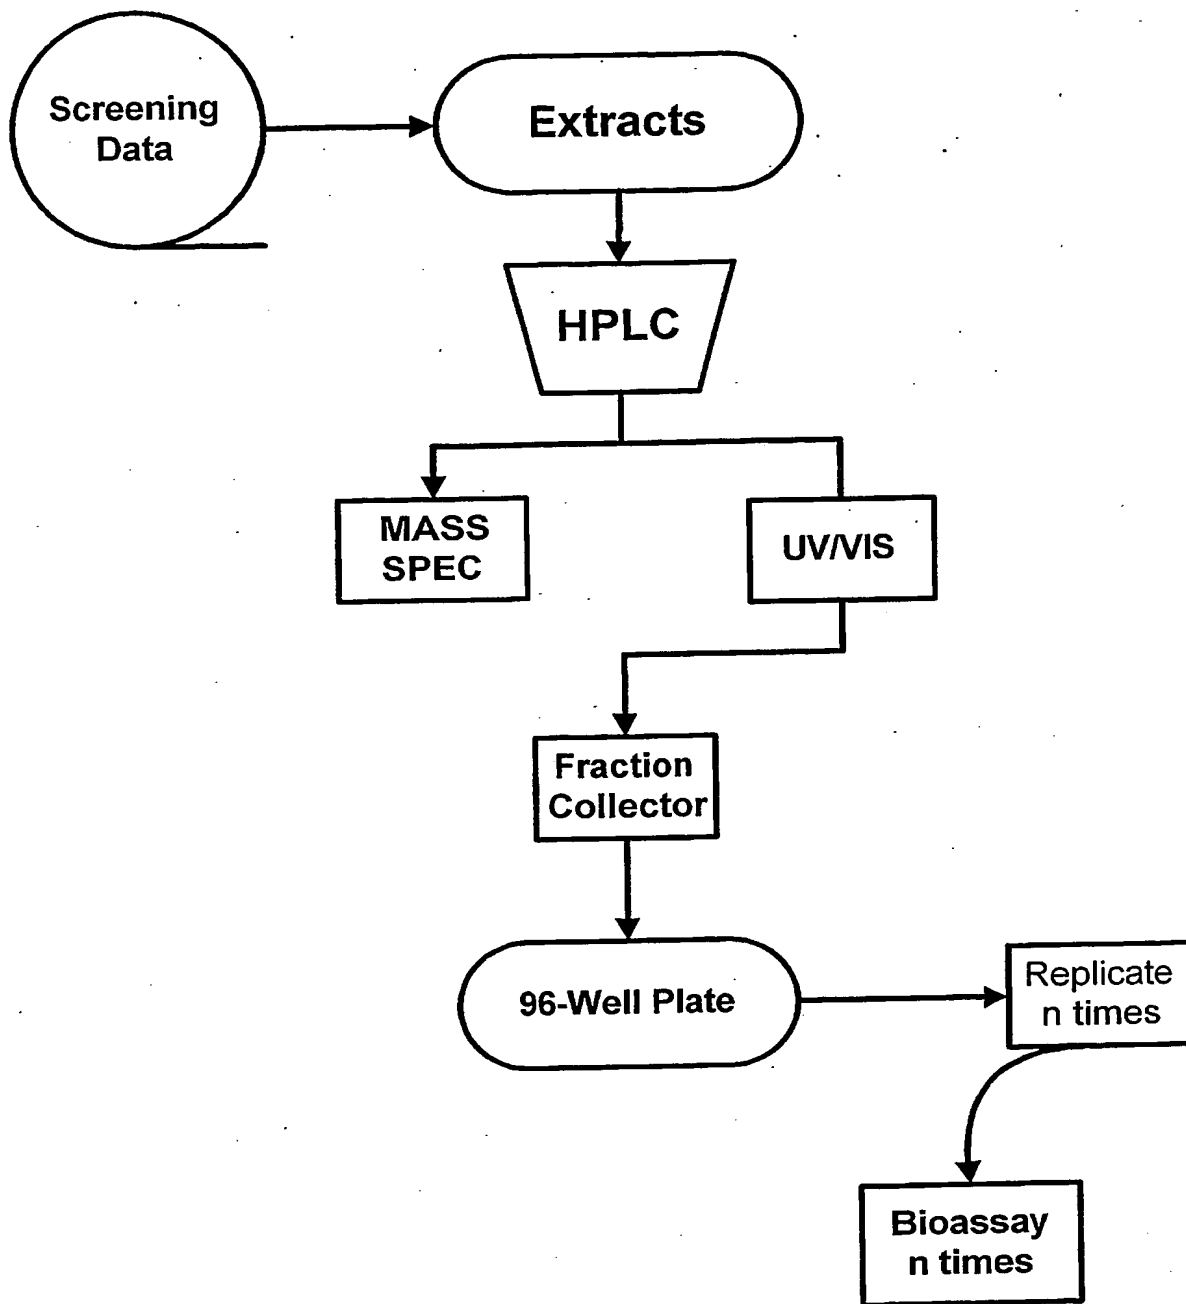 Screening
Data
Extracts
HPLC
MASS
SPEC
UV/VIS
Fraction
Collector
96-Well Plate
Replicate
n times
Bioassay
n times